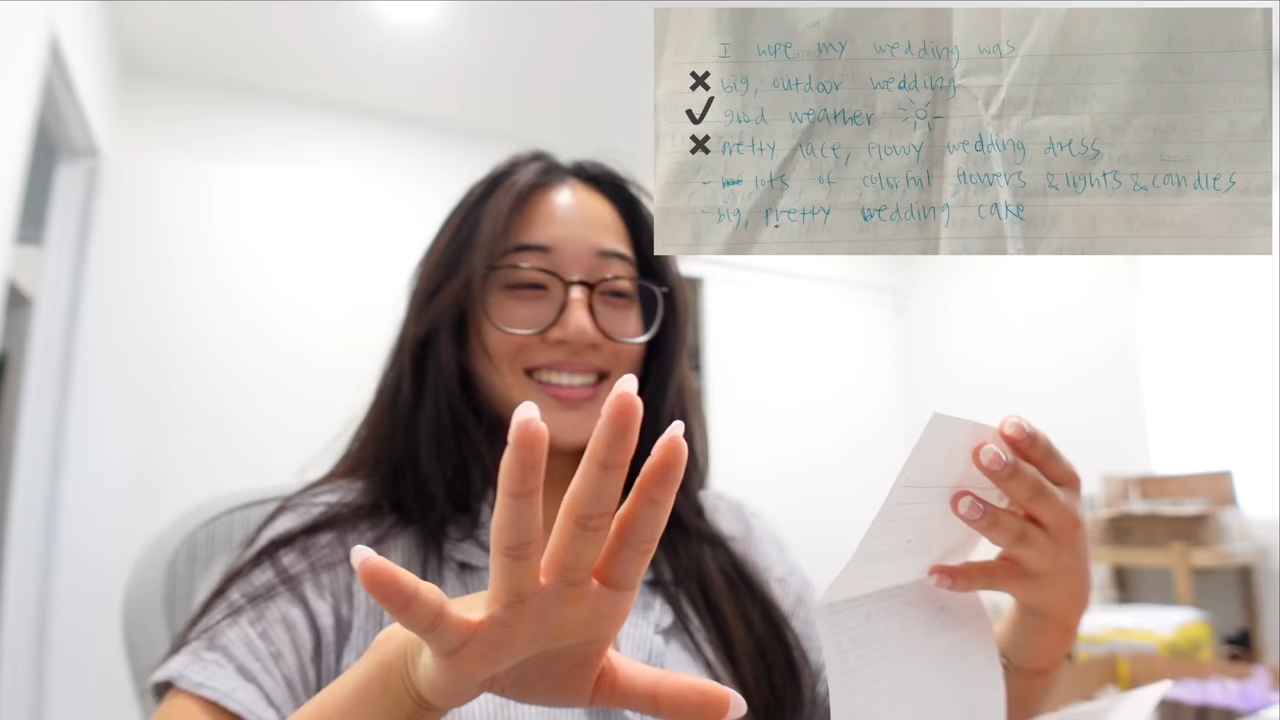 I hope my wedding was
✖ big, outdoor wedding
✔ good weather
✖ pretty lace, flowy wedding dress
- lots of colorful flowers & lights & candles
- big, pretty wedding cake